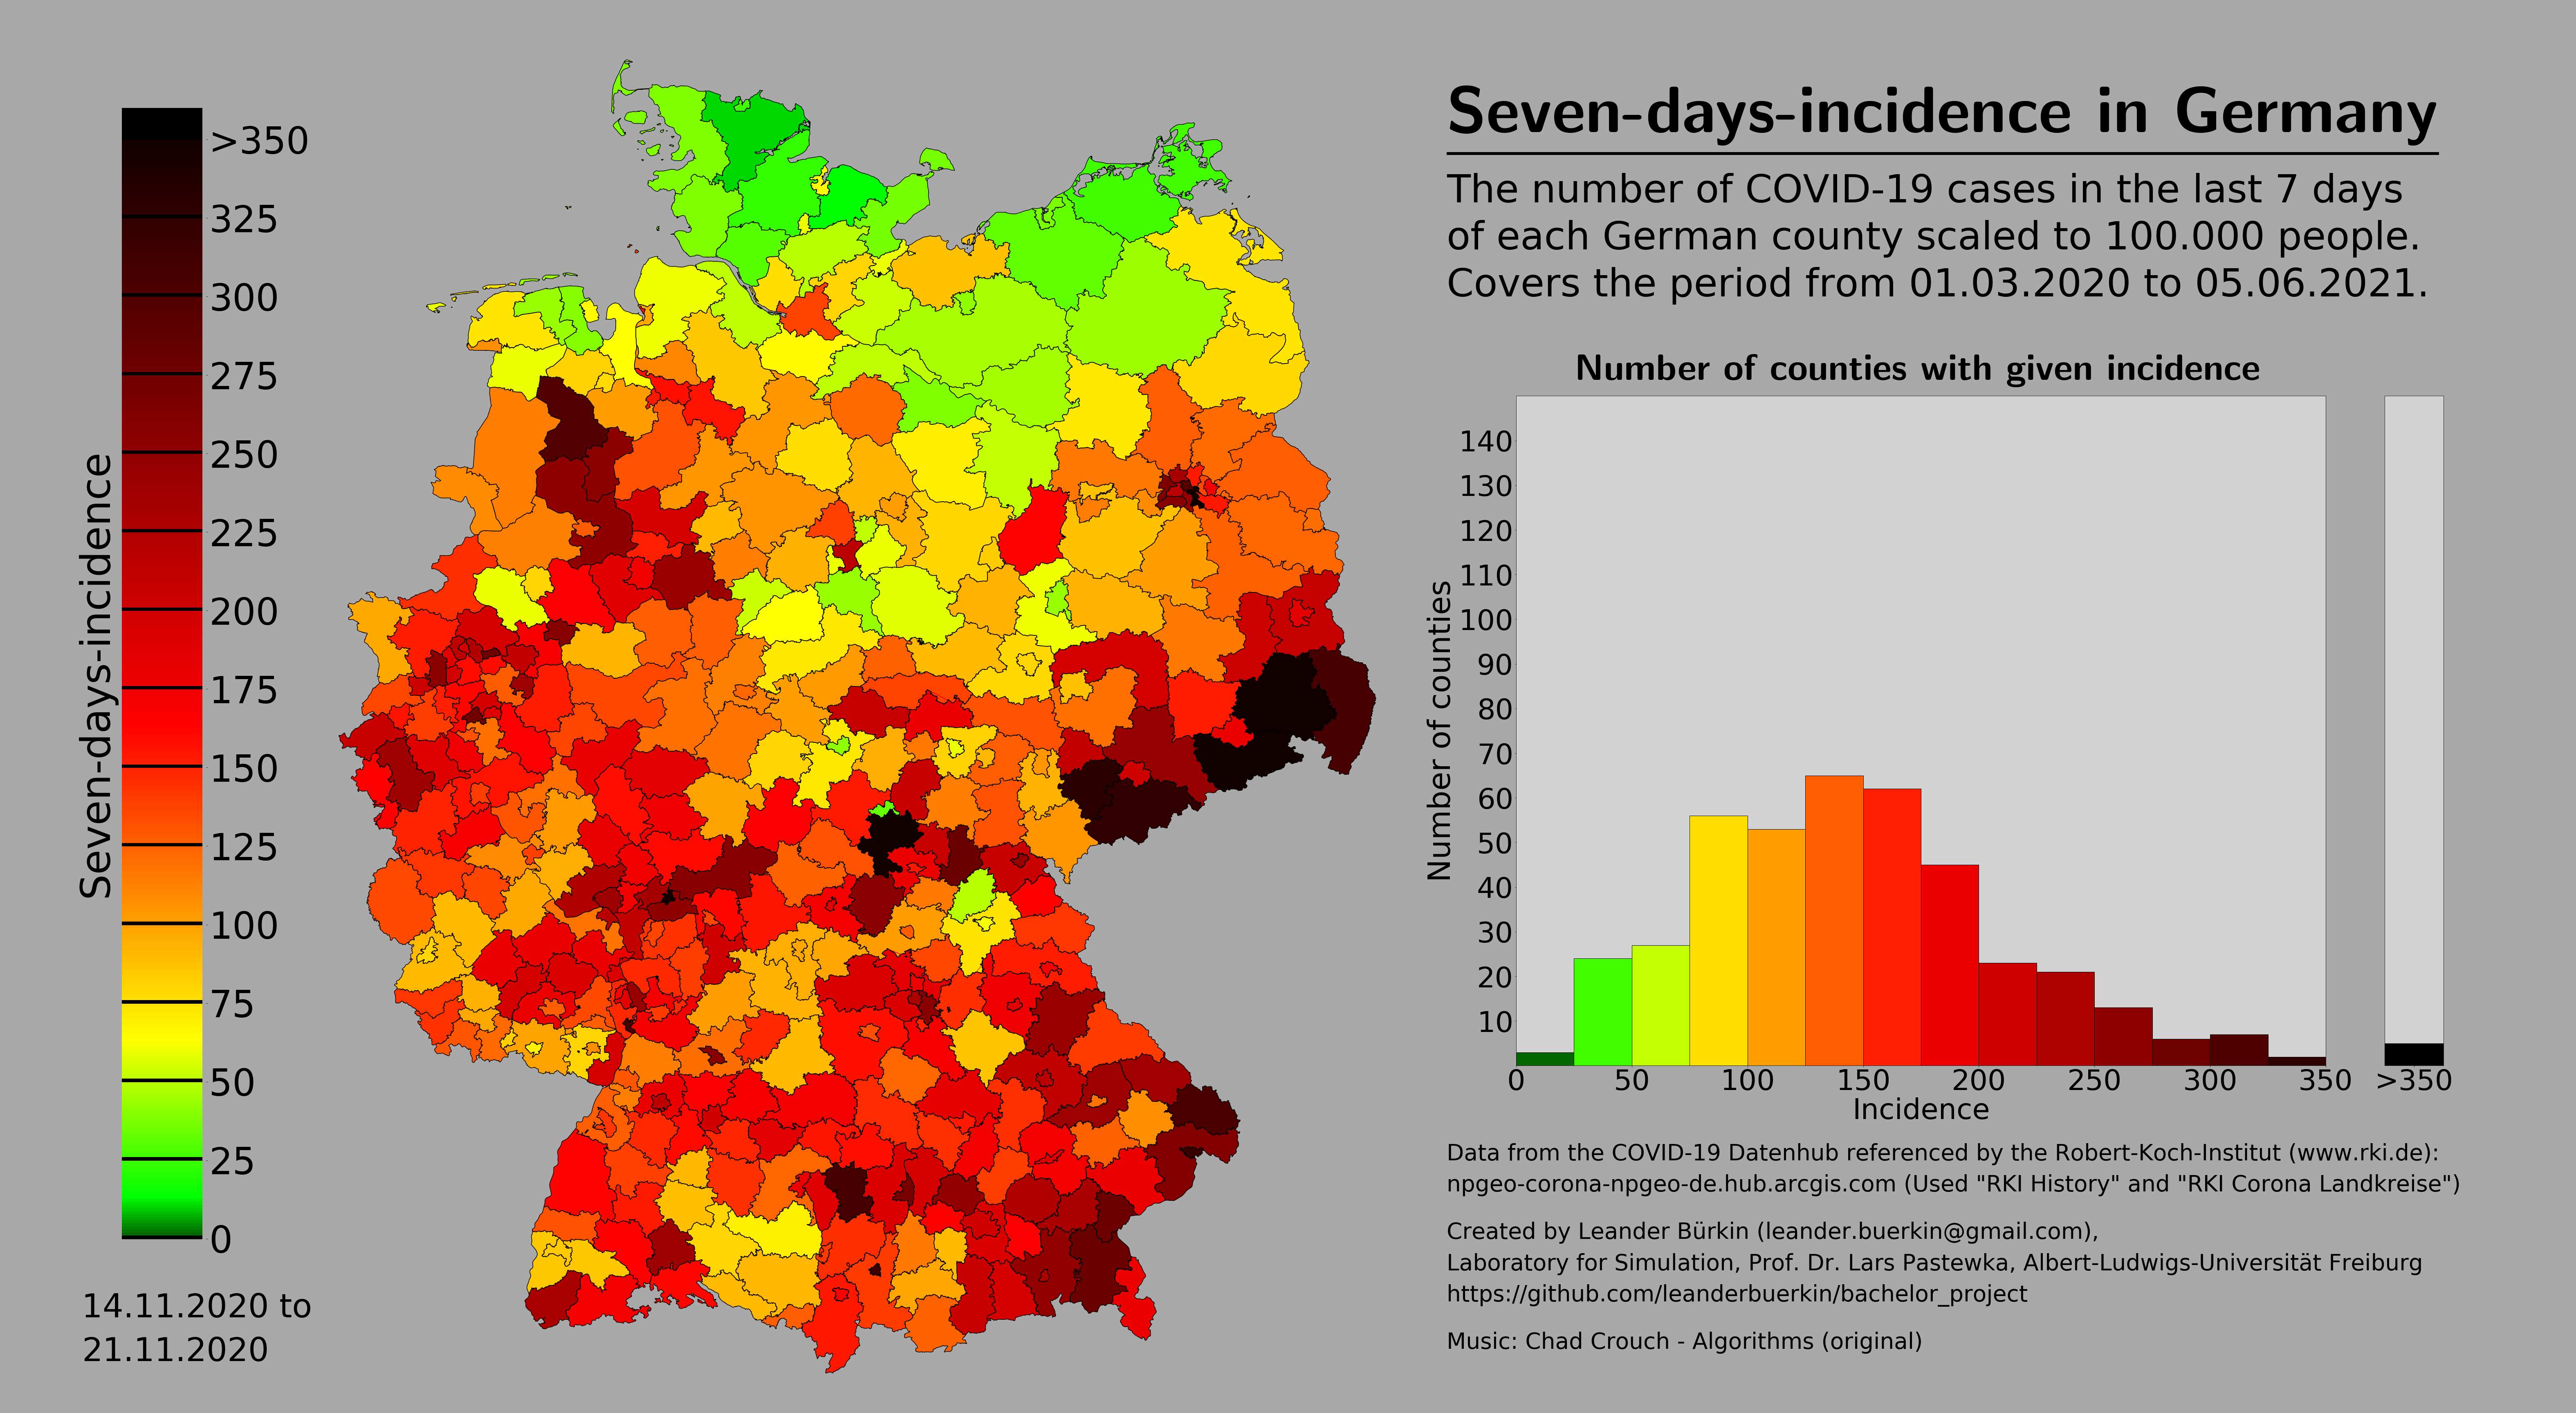 Seven-days-incidence
>350
325
300
275
250
225
200
175
150
125
100
75
50
25
0
14.11.2020 to
21.11.2020
Seven-days-incidence in Germany
The number of COVID-19 cases in the last 7 days
of each German county scaled to 100.000 people.
Covers the period from 01.03.2020 to 05.06.2021.
Number of counties with given incidence
Number of counties
140
130
120
110
100
90
80
70
60
50
40
30
20
10
0 50 100 150 200 250 300 350 >350
Incidence
Data from the COVID-19 Datenhub referenced by the Robert-Koch-Institut (www.rki.de):
npgeo-corona-npgeo-de.hub.arcgis.com (Used "RKI History" and "RKI Corona Landkreise")
Created by Leander Bürkin (leander.buerkin@gmail.com),
Laboratory for Simulation, Prof. Dr. Lars Pastewka, Albert-Ludwigs-Universität Freiburg
https://github.com/leanderbuerkin/bachelor_project
Music: Chad Crouch - Algorithms (original)